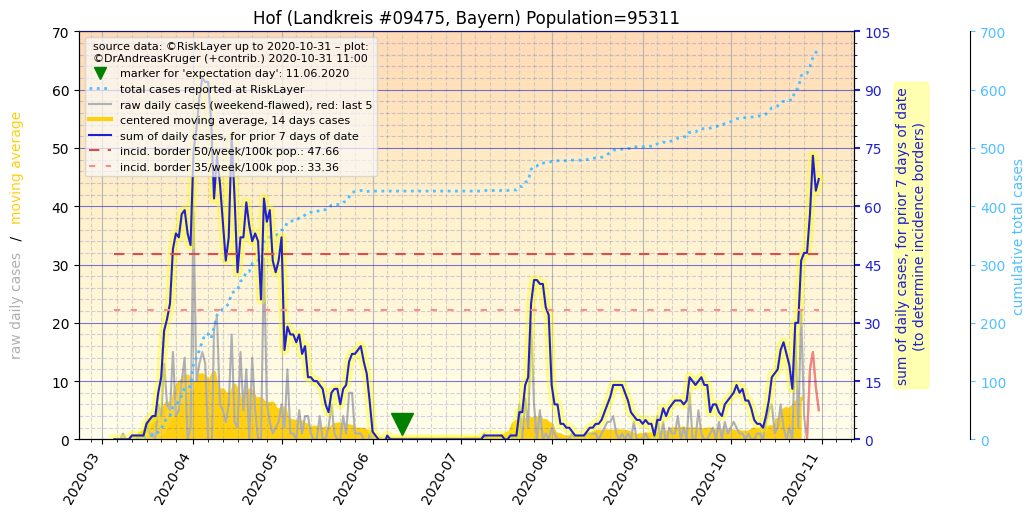 Hof (Landkreis #09475, Bayern) Population=95311
source data: ©RiskLayer up to 2020-10-31 – plot:
©DrAndreasKruger (+contrib.) 2020-10-31 11:00
marker for 'expectation day': 11.06.2020
total cases reported at RiskLayer
raw daily cases (weekend-flawed), red: last 5
centered moving average, 14 days cases
sum of daily cases, for prior 7 days of date
incid. border 50/week/100k pop.: 47.66
incid. border 35/week/100k pop.: 33.36
raw daily cases / moving average
70
60
50
40
30
20
10
0
2020-03
2020-04
2020-05
2020-06
2020-07
2020-08
2020-09
2020-10
2020-11
105
90
75
60
45
30
15
0
sum of daily cases, for prior 7 days of date
(to determine incidence borders)
700
600
500
400
300
200
100
0
cumulative total cases